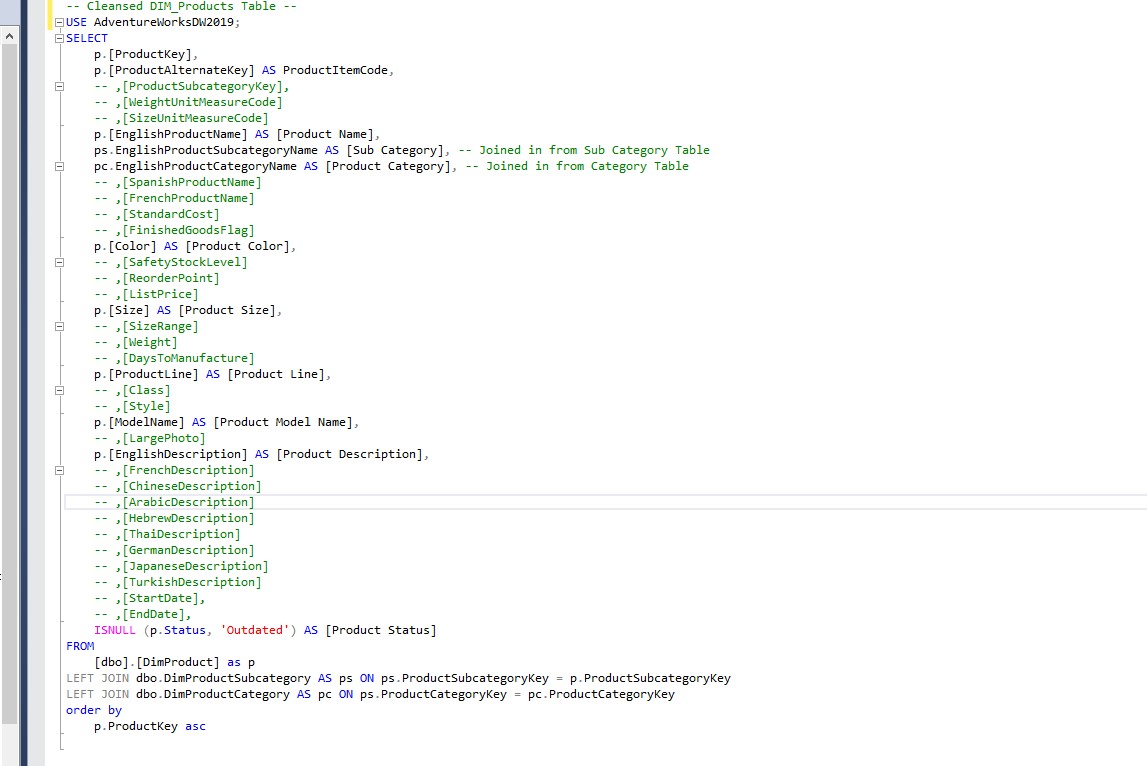 -- Cleansed DIM_Products Table --
USE AdventureWorksDW2019;
SELECT
p.[ProductKey],
p.[ProductAlternateKey] AS ProductItemCode,
-- ,[ProductSubcategoryKey],
-- ,[WeightUnitMeasureCode]
-- ,[SizeUnitMeasureCode]
p.[EnglishProductName] AS [Product Name],
ps.EnglishProductSubcategoryName AS [Sub Category], -- Joined in from Sub Category Table
pc.EnglishProductCategoryName AS [Product Category], -- Joined in from Category Table
-- ,[SpanishProductName]
-- ,[FrenchProductName]
-- ,[StandardCost]
-- ,[FinishedGoodsFlag]
p.[Color] AS [Product Color],
-- ,[SafetyStockLevel]
-- ,[ReorderPoint]
-- ,[ListPrice]
p.[Size] AS [Product Size],
-- ,[SizeRange]
-- ,[Weight]
-- ,[DaysToManufacture]
p.[ProductLine] AS [Product Line],
-- ,[Class]
-- ,[Style]
p.[ModelName] AS [Product Model Name],
-- ,[LargePhoto]
p.[EnglishDescription] AS [Product Description],
-- ,[FrenchDescription]
-- ,[ChineseDescription]
-- ,[ArabicDescription]
-- ,[HebrewDescription]
-- ,[ThaiDescription]
-- ,[GermanDescription]
-- ,[JapaneseDescription]
-- ,[TurkishDescription]
-- ,[StartDate],
-- ,[EndDate],
ISNULL (p.Status, 'Outdated') AS [Product Status]
FROM
[dbo].[DimProduct] as p
LEFT JOIN dbo.DimProductSubcategory AS ps ON ps.ProductSubcategoryKey = p.ProductSubcategoryKey
LEFT JOIN dbo.DimProductCategory AS pc ON ps.ProductCategoryKey = pc.ProductCategoryKey
order by
p.ProductKey asc